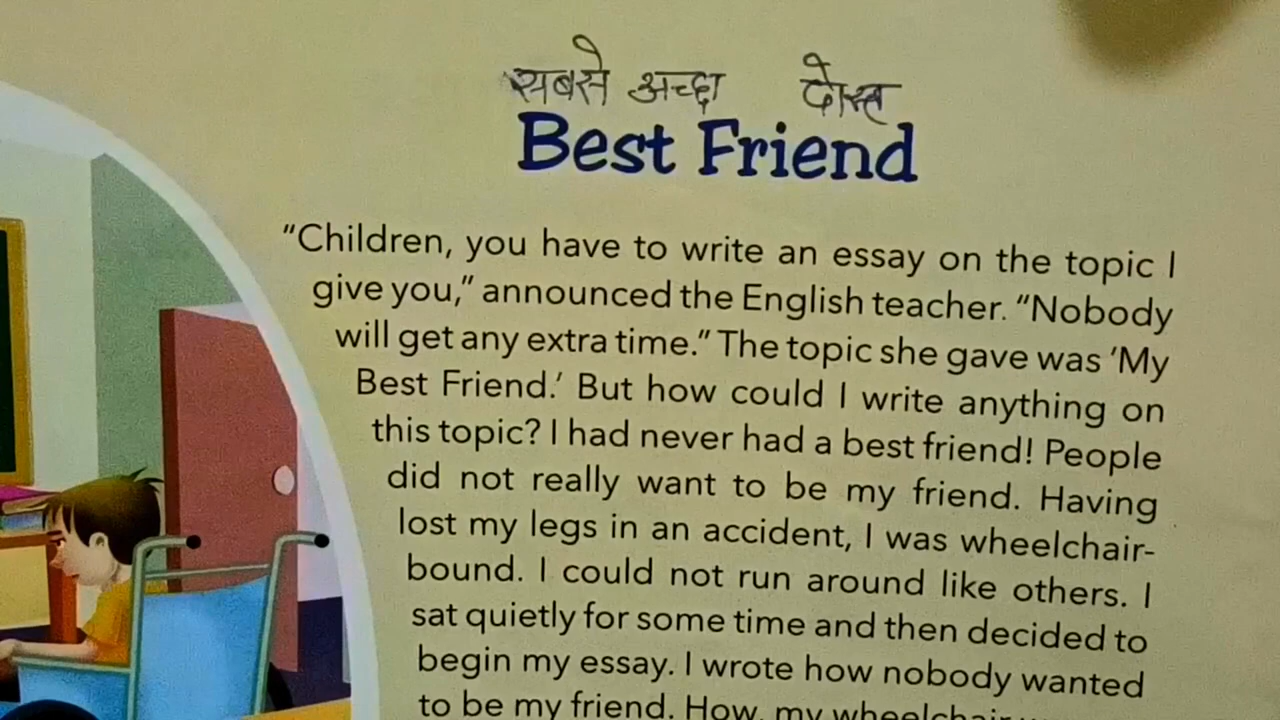 सबसे अच्छा दोस्त
Best Friend
“Children, you have to write an essay on the topic I
give you,” announced the English teacher. “Nobody
will get any extra time.” The topic she gave was ‘My
Best Friend.’ But how could I write anything on
this topic? I had never had a best friend! People
did not really want to be my friend. Having
lost my legs in an accident, I was wheelchair-
bound. I could not run around like others. I
sat quietly for some time and then decided to
begin my essay. I wrote how nobody wanted
to be my friend. How, my wheelchair